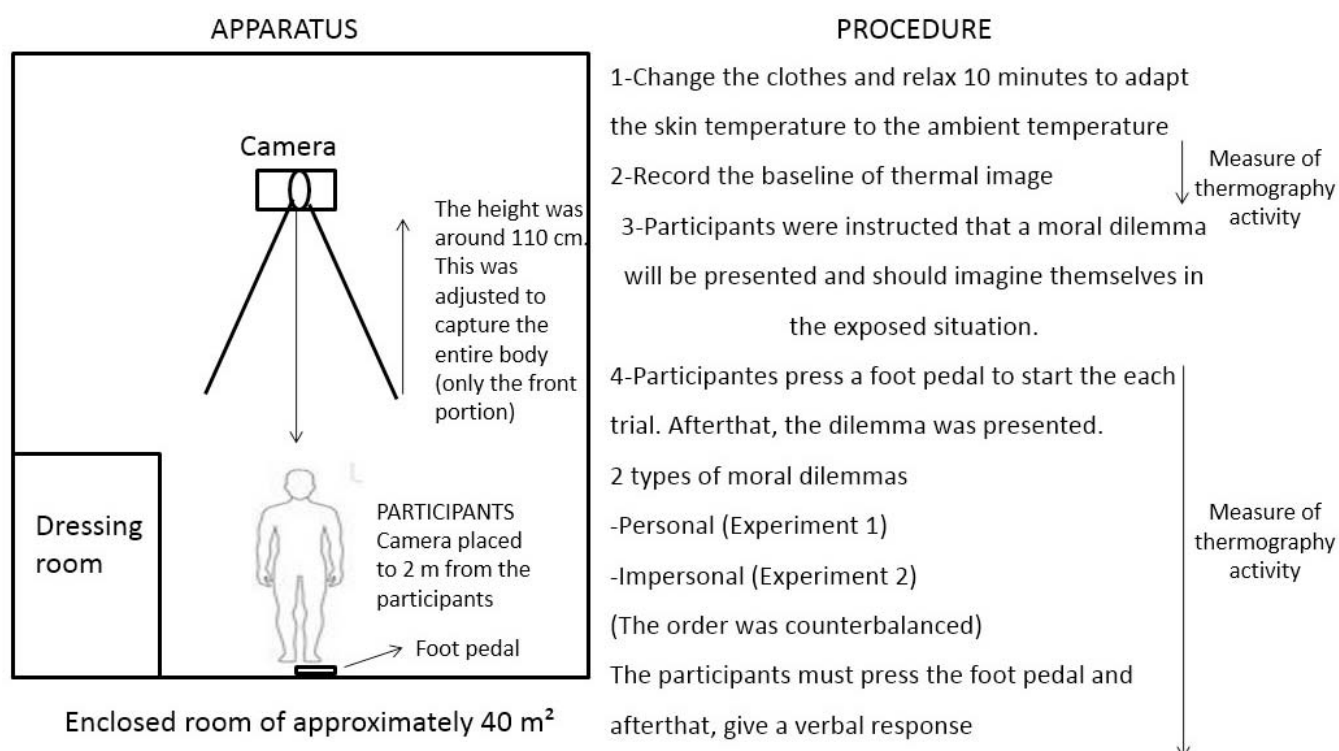 APPARATUS
Camera
The height was
around 110 cm.
This was
adjusted to
capture the
entire body
(only the front
portion)
Dressing
room
PARTICIPANTS
Camera placed
to 2 m from the
participants
Foot pedal
Enclosed room of approximately 40 m²
PROCEDURE
1-Change the clothes and relax 10 minutes to adapt
the skin temperature to the ambient temperature
2-Record the baseline of thermal image
Measure of
thermography
activity
3-Participants were instructed that a moral dilemma
will be presented and should imagine themselves in
the exposed situation.
4-Participantes press a foot pedal to start the each
trial. Afterthat, the dilemma was presented.
2 types of moral dilemmas
-Personal (Experiment 1)
-Impersonal (Experiment 2)
(The order was counterbalanced)
The participants must press the foot pedal and
afterthat, give a verbal response
Measure of
thermography
activity